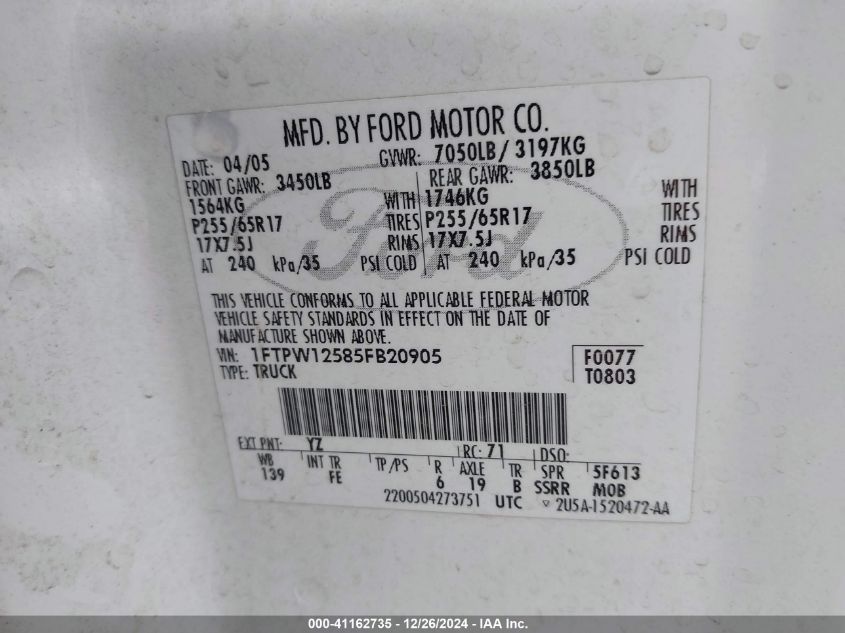 MFD. BY FORD MOTOR CO.
DATE: 04/05 GVWR: 7050LB/ 3197KG
FRONT GAWR: 3450LB REAR GAWR: 3850LB
1564KG WITH 1746KG WITH
P255/65R17 TIRES P255/65R17 TIRES
17X7.5J RIMS 17X7.5J RIMS
AT 240 kPa/35 PSI COLD AT 240 kPa/35 PSI COLD
Ford
THIS VEHICLE CONFORMS TO ALL APPLICABLE FEDERAL MOTOR
VEHICLE SAFETY STANDARDS IN EFFECT ON THE DATE OF
MANUFACTURE SHOWN ABOVE.
VIN: 1FTPW12585FB20905 F0077
TYPE: TRUCK T0803
EXT PNT: YZ RC: 71 DSO:
WB INT TR TP/PS R AXLE TR SPR 5F613
139 FE 6 19 B SSRR MOB
2200504273751 UTC 2U5A-1520472-AA
000-41162735 - 12/26/2024 - IAA Inc.